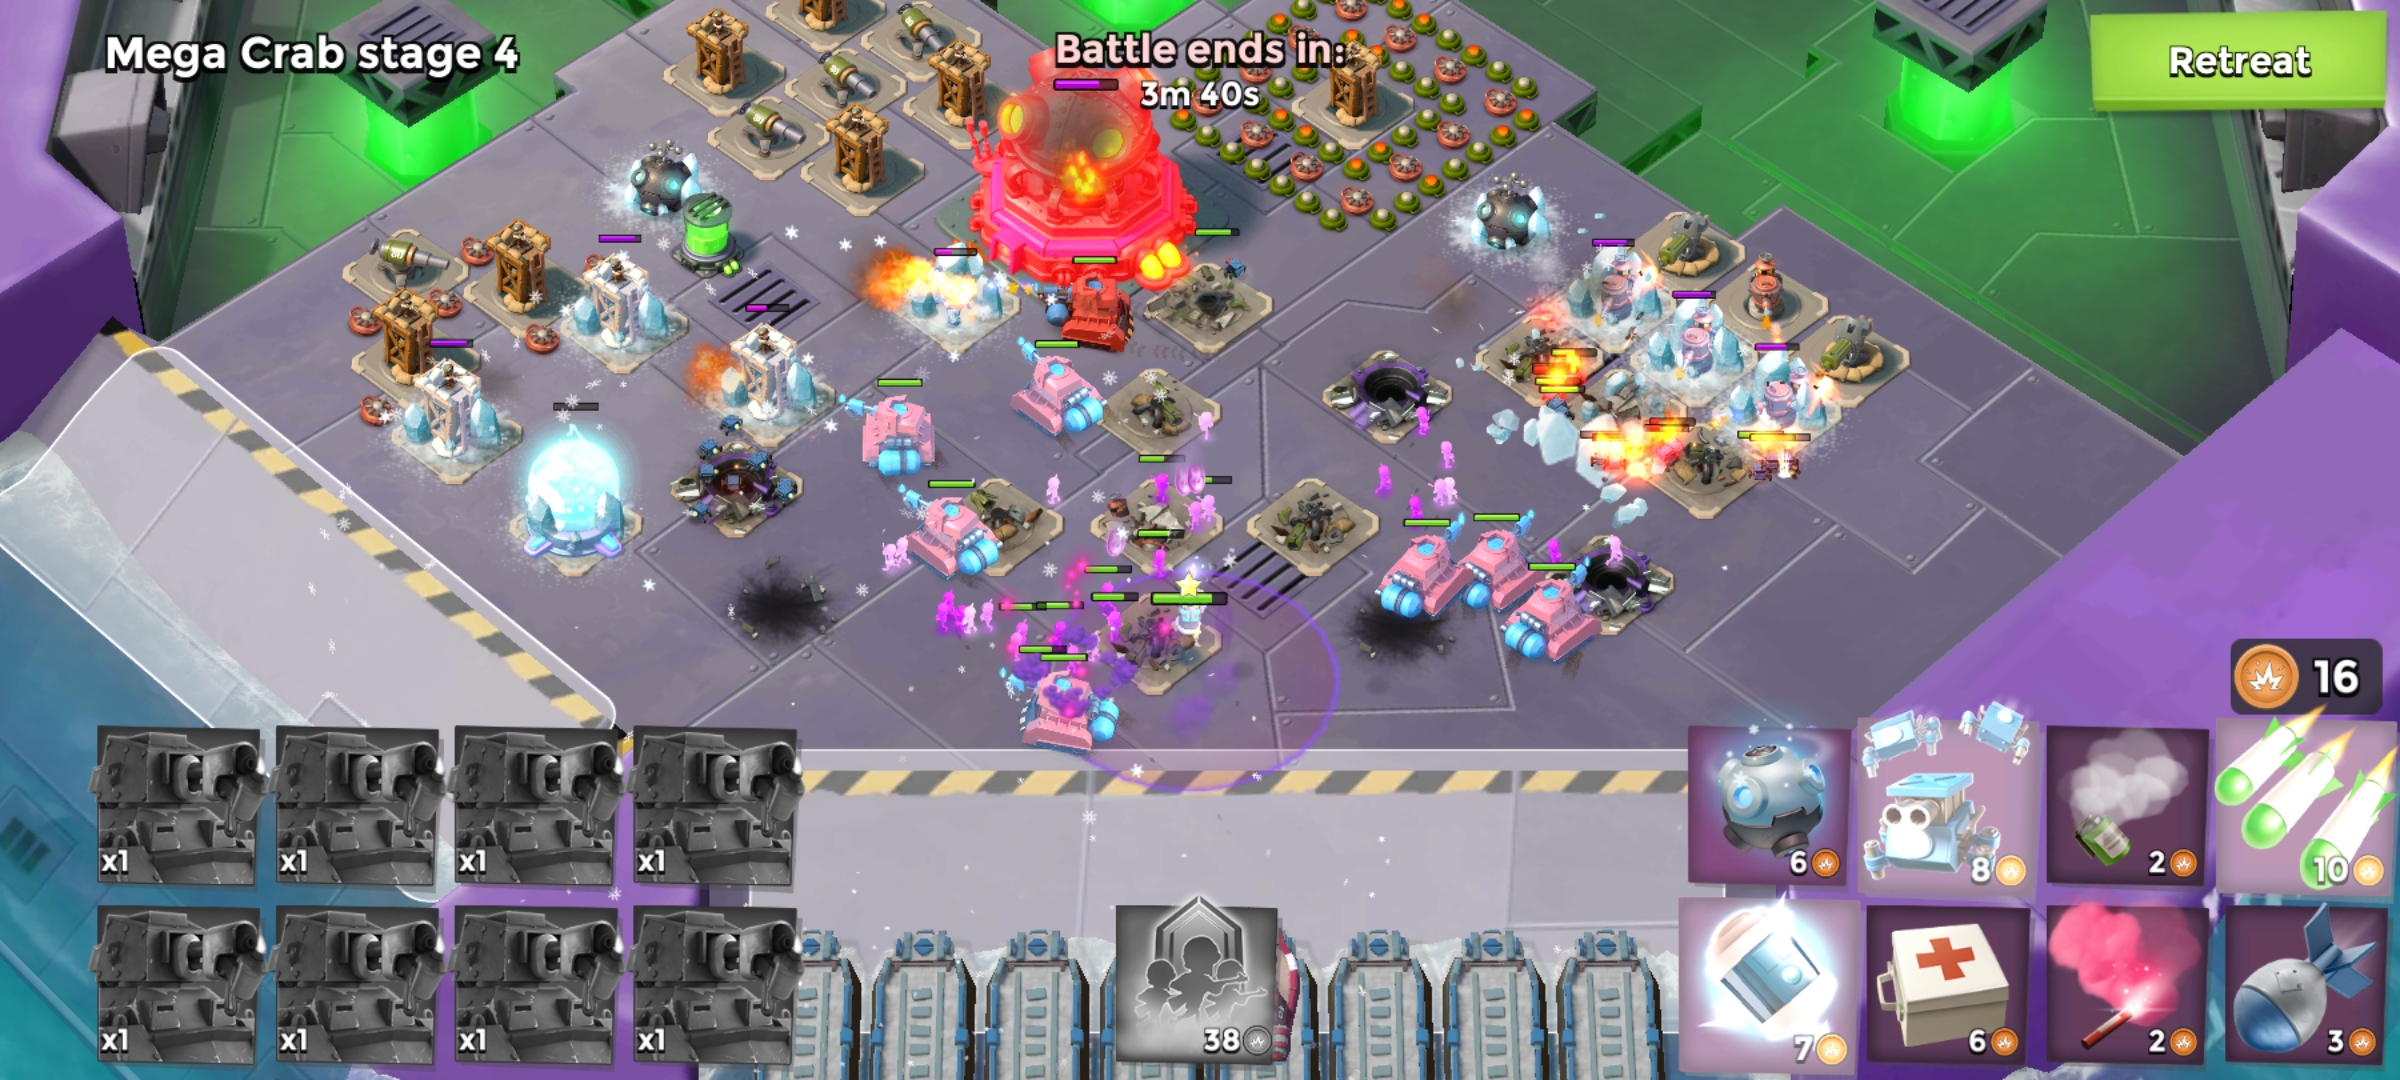 Mega Crab stage 4
Battle ends in:
3m 40s
Retreat
16
x1
x1
x1
x1
6
8
2
10
x1
x1
x1
x1
38
7
6
2
3